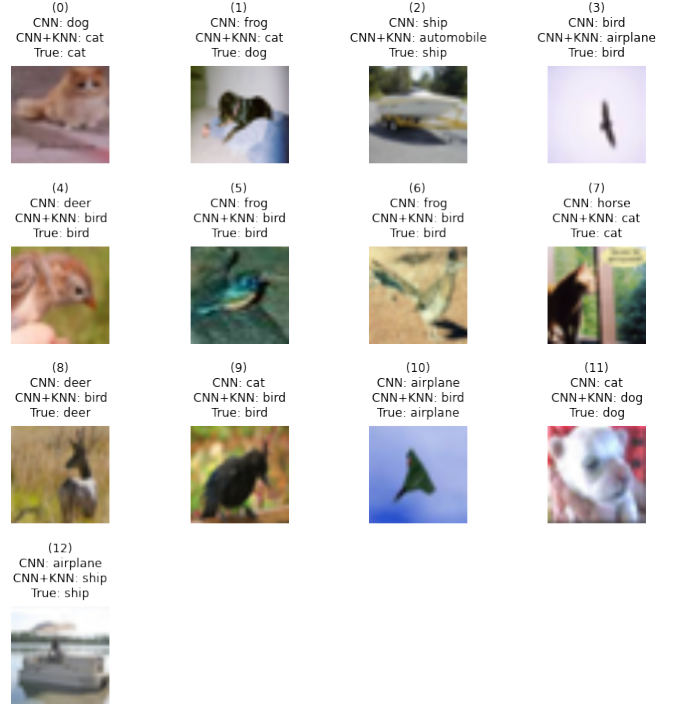 (0)
CNN: dog
CNN+KNN: cat
True: cat
(1)
CNN: frog
CNN+KNN: cat
True: dog
(2)
CNN: ship
CNN+KNN: automobile
True: ship
(3)
CNN: bird
CNN+KNN: airplane
True: bird
(4)
CNN: deer
CNN+KNN: bird
True: bird
(5)
CNN: frog
CNN+KNN: bird
True: bird
(6)
CNN: frog
CNN+KNN: bird
True: bird
(7)
CNN: horse
CNN+KNN: cat
True: cat
(8)
CNN: deer
CNN+KNN: bird
True: deer
(9)
CNN: cat
CNN+KNN: bird
True: bird
(10)
CNN: airplane
CNN+KNN: bird
True: airplane
(11)
CNN: cat
CNN+KNN: dog
True: dog
(12)
CNN: airplane
CNN+KNN: ship
True: ship